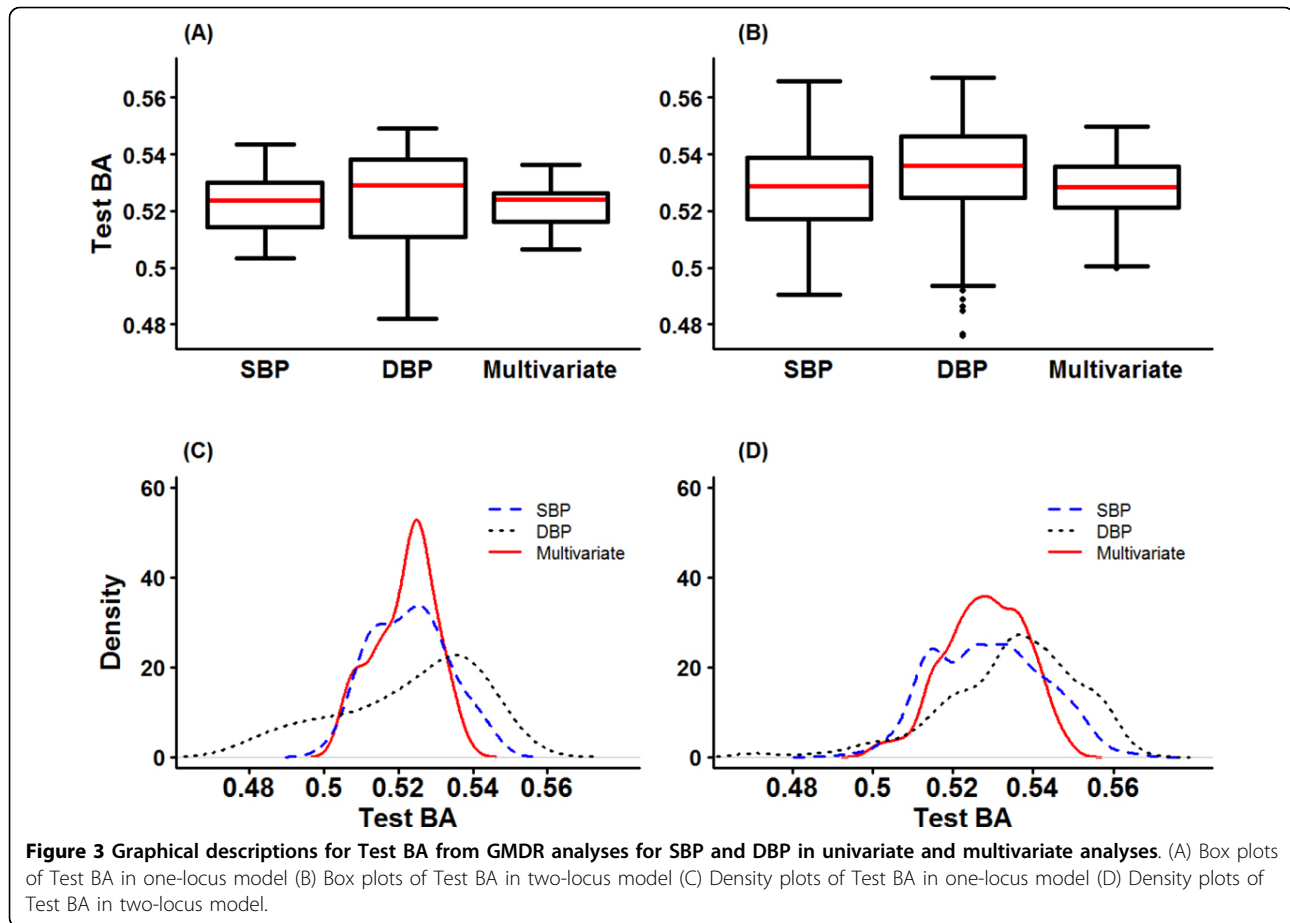 (A)
(B)
Test BA
0.56
0.54
0.52
0.5
0.48
SBP DBP Multivariate
0.56
0.54
0.52
0.5
0.48
SBP DBP Multivariate
(C)
(D)
Density
60
40
20
0
SBP
DBP
Multivariate
0.48 0.5 0.52 0.54 0.56
Test BA
60
40
20
0
SBP
DBP
Multivariate
0.48 0.5 0.52 0.54 0.56
Test BA
Figure 3 Graphical descriptions for Test BA from GMDR analyses for SBP and DBP in univariate and multivariate analyses. (A) Box plots
of Test BA in one-locus model (B) Box plots of Test BA in two-locus model (C) Density plots of Test BA in one-locus model (D) Density plots of
Test BA in two-locus model.